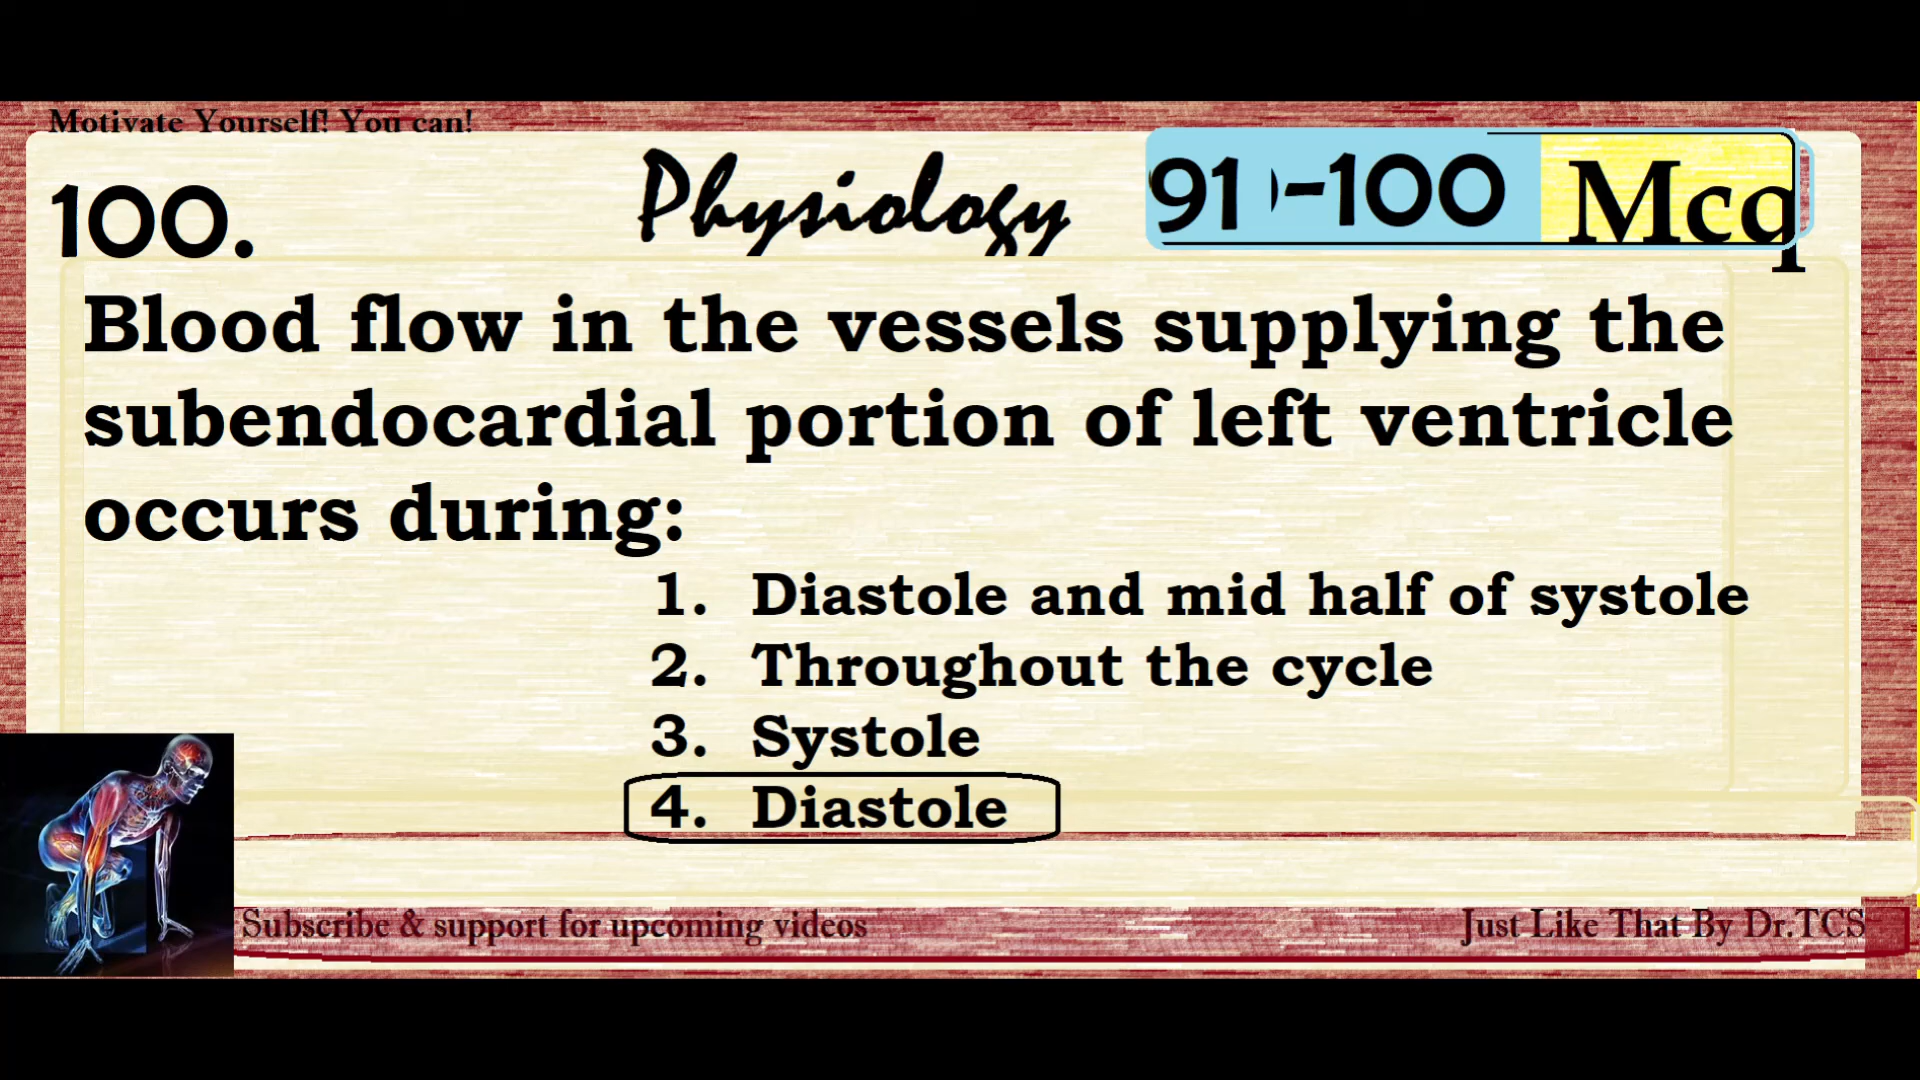 Motivate Yourself! You can!
100.
Physiology
91 -100 Mcq
Blood flow in the vessels supplying the
subendocardial portion of left ventricle
occurs during:
1. Diastole and mid half of systole
2. Throughout the cycle
3. Systole
4. Diastole
Subscribe & support for upcoming videos
Just Like That By Dr.TCS